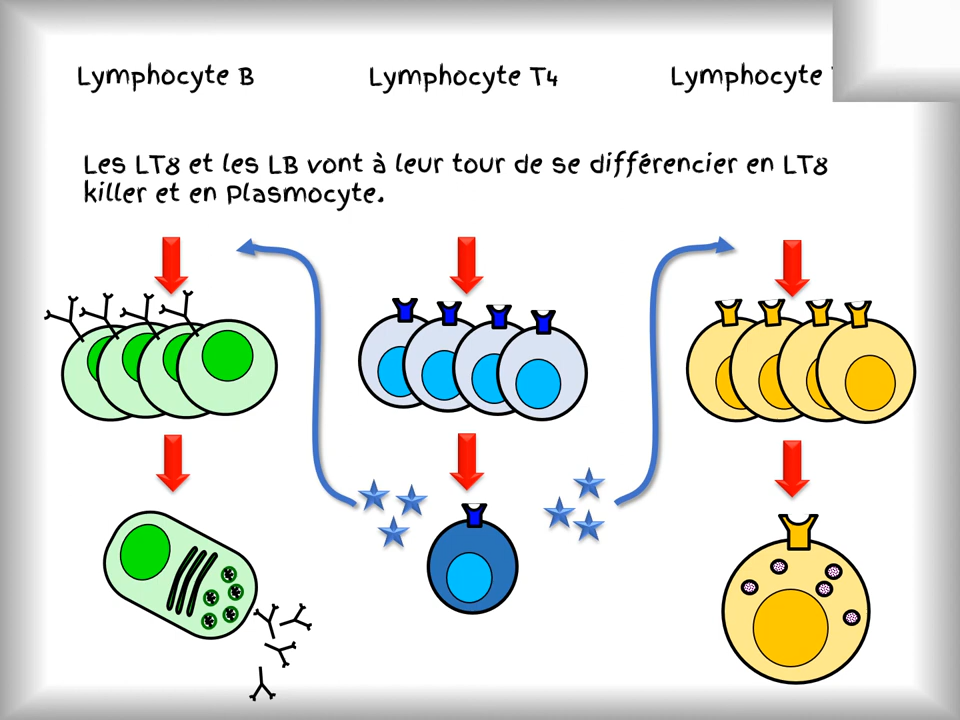 Lymphocyte B
Lymphocyte T4
Lymphocyte
Les LT8 et les LB vont à leur tour de se différencier en LT8
killer et en Plasmocyte.